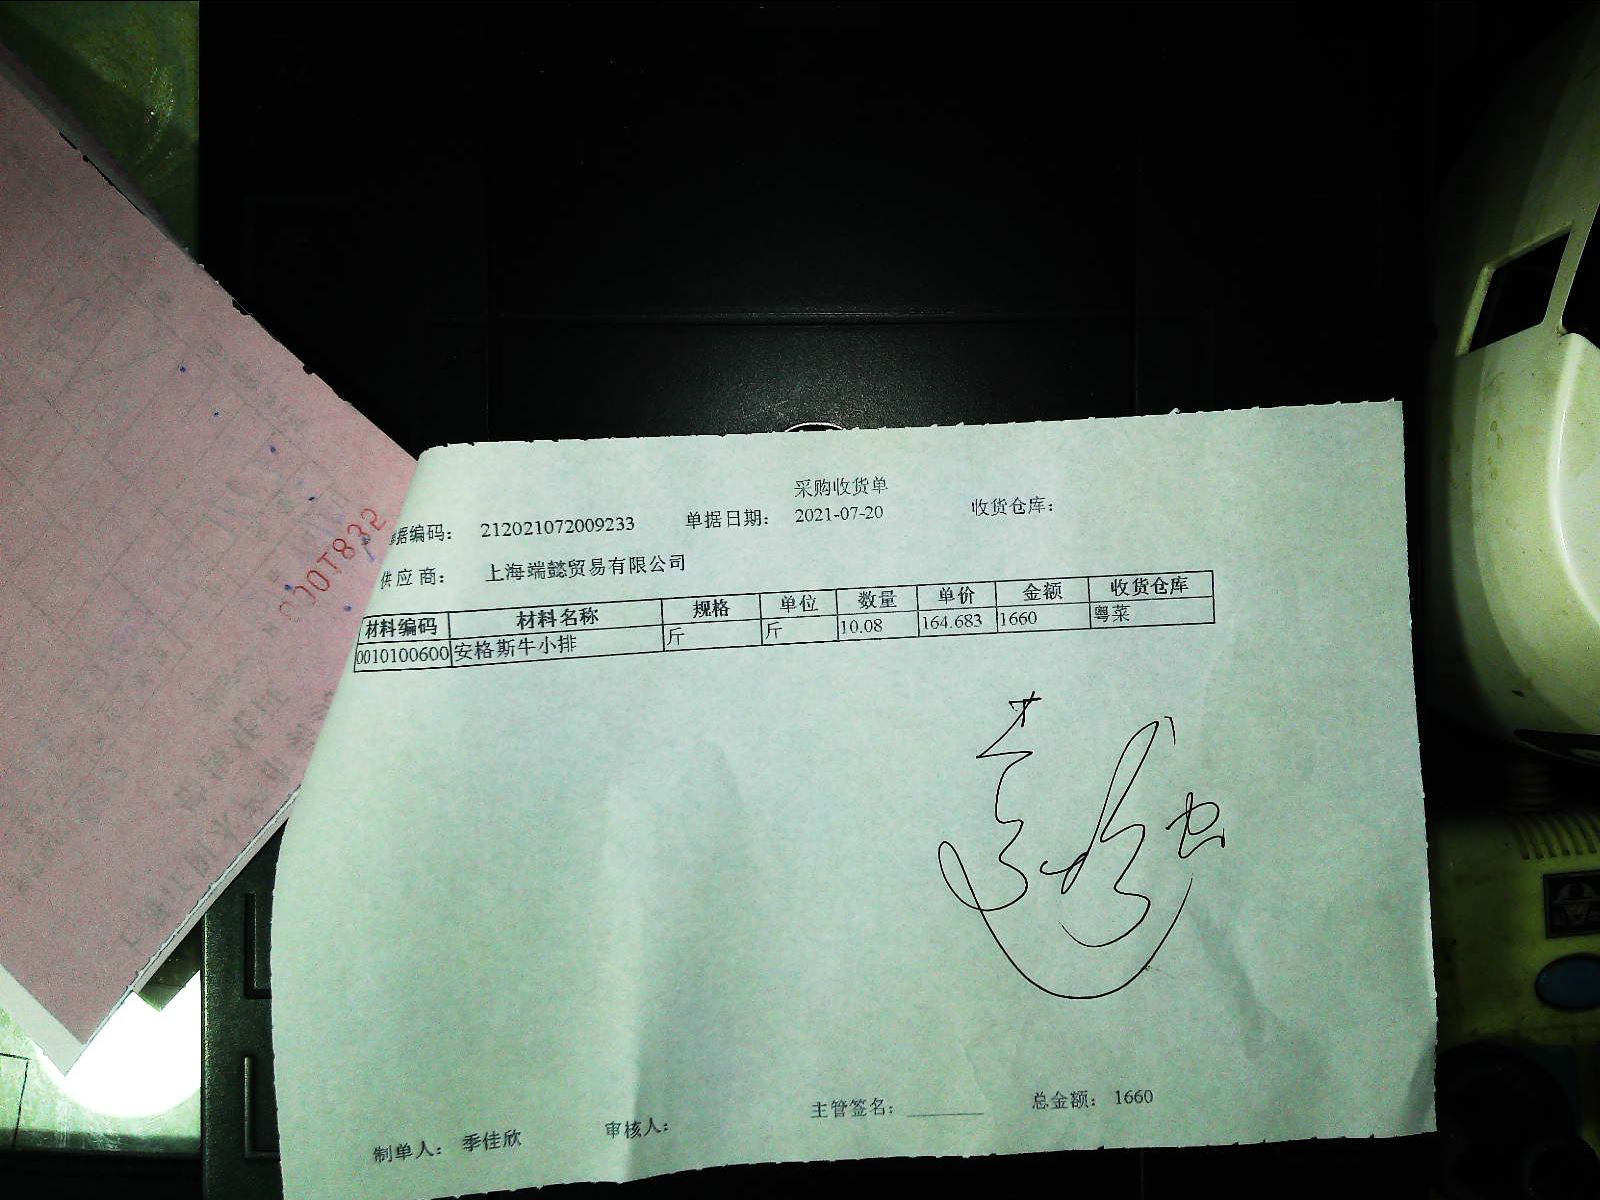 采购收货单
据编码： 212021072009233 单据日期： 2021-07-20 收货仓库：
供应商： 上海端懿贸易有限公司
材料编码 材料名称 规格 单位 数量 单价 金额 收货仓库
0010100600 安格斯牛小排 斤 斤 10.08 164.683 1660 粤菜
主管签名： 总金额： 1660
制单人： 季佳欣 审核人：